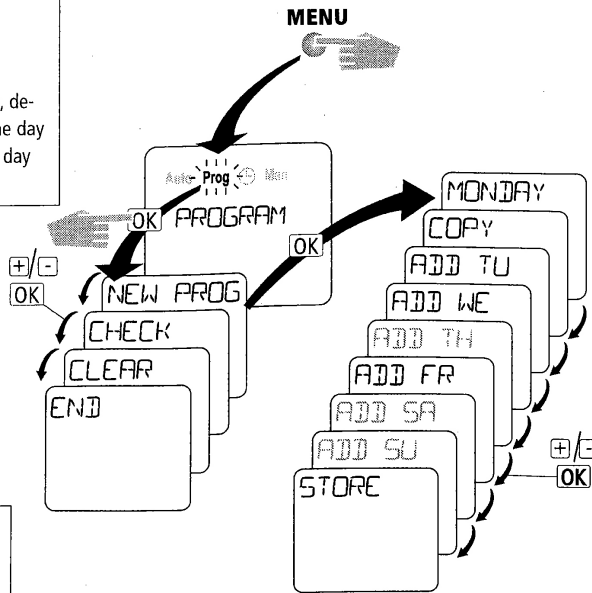 MENU
, de-
ne day
day
Auto Prog Man
OK PROGRAM
OK
+/-
OK
NEW PROG
CHECK
CLEAR
END
MONDAY
COPY
ADD TU
ADD WE
ADD TH
ADD FR
ADD SA
ADD SU
STORE
+/-
OK